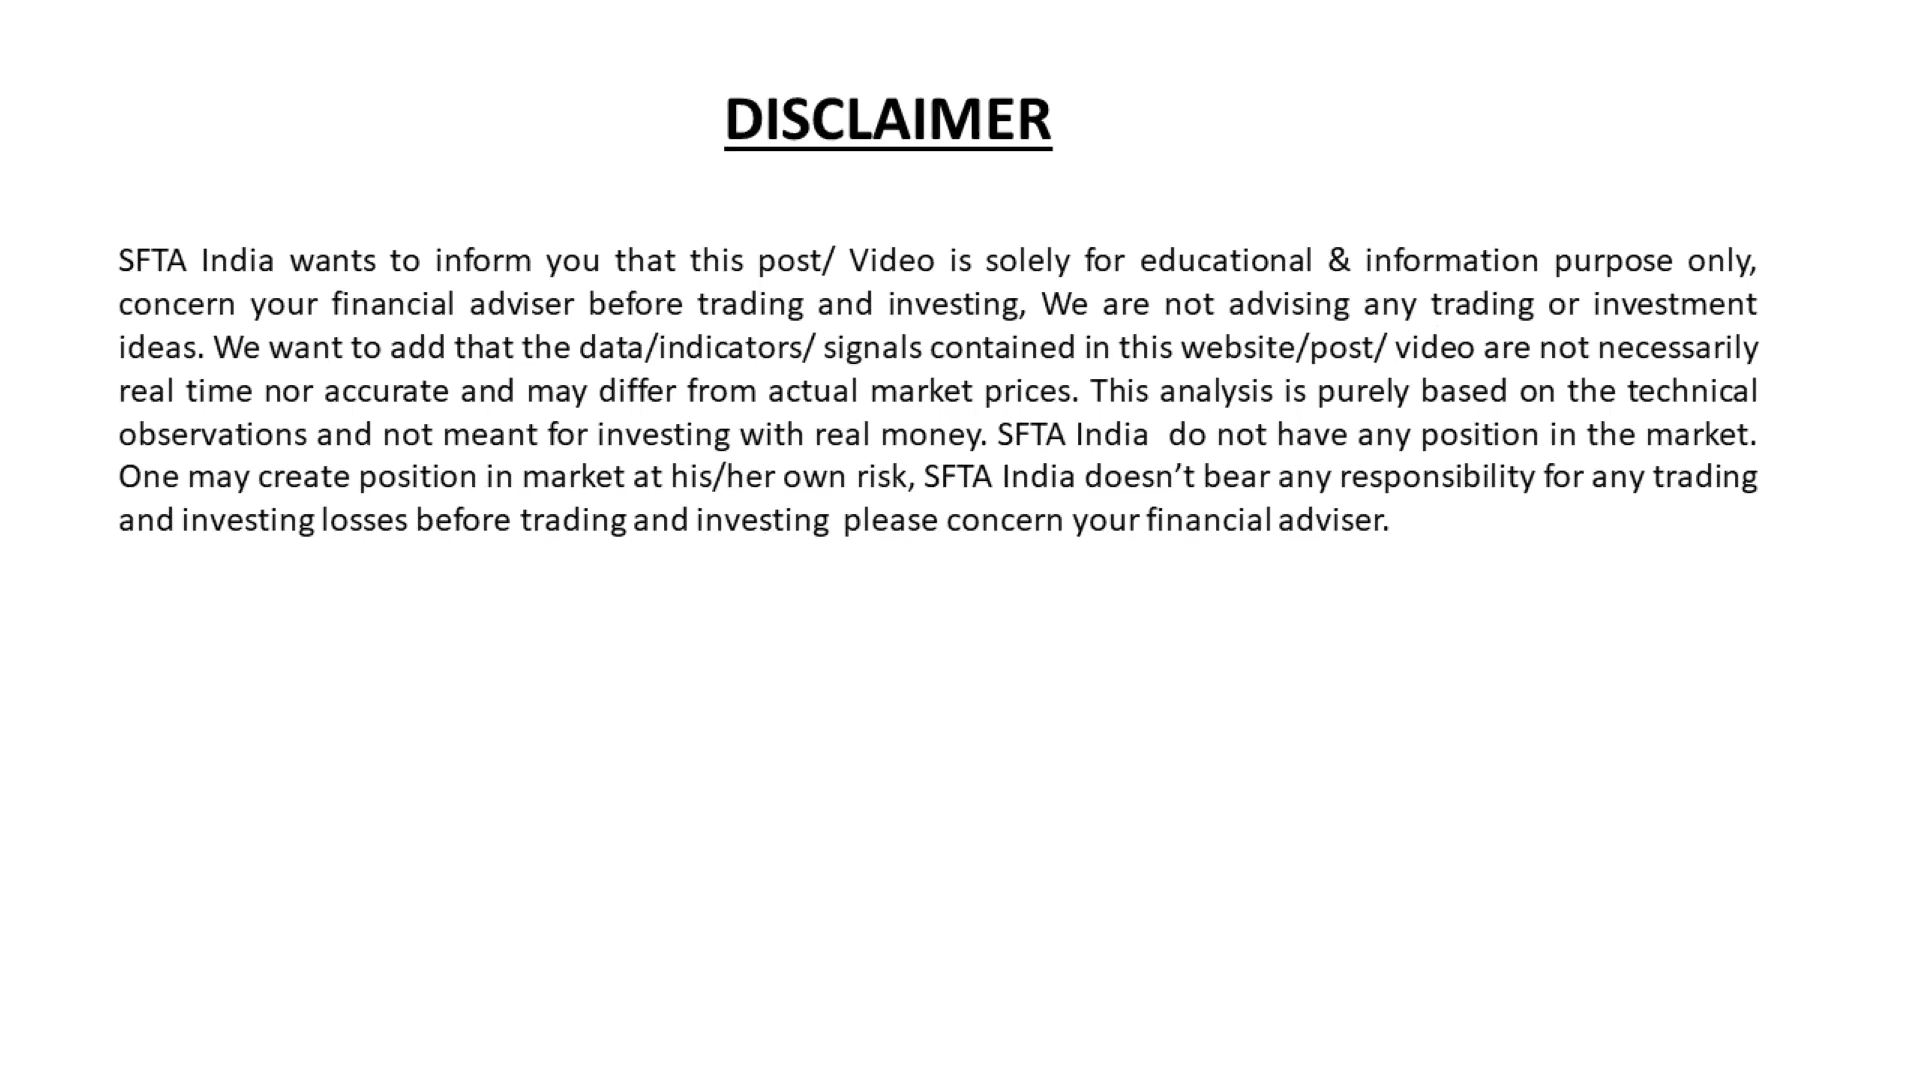 DISCLAIMER
SFTA India wants to inform you that this post/ Video is solely for educational & information purpose only,
concern your financial adviser before trading and investing, We are not advising any trading or investment
ideas. We want to add that the data/indicators/ signals contained in this website/post/ video are not necessarily
real time nor accurate and may differ from actual market prices. This analysis is purely based on the technical
observations and not meant for investing with real money. SFTA India  do not have any position in the market.
One may create position in market at his/her own risk, SFTA India doesn’t bear any responsibility for any trading
and investing losses before trading and investing  please concern your financial adviser.